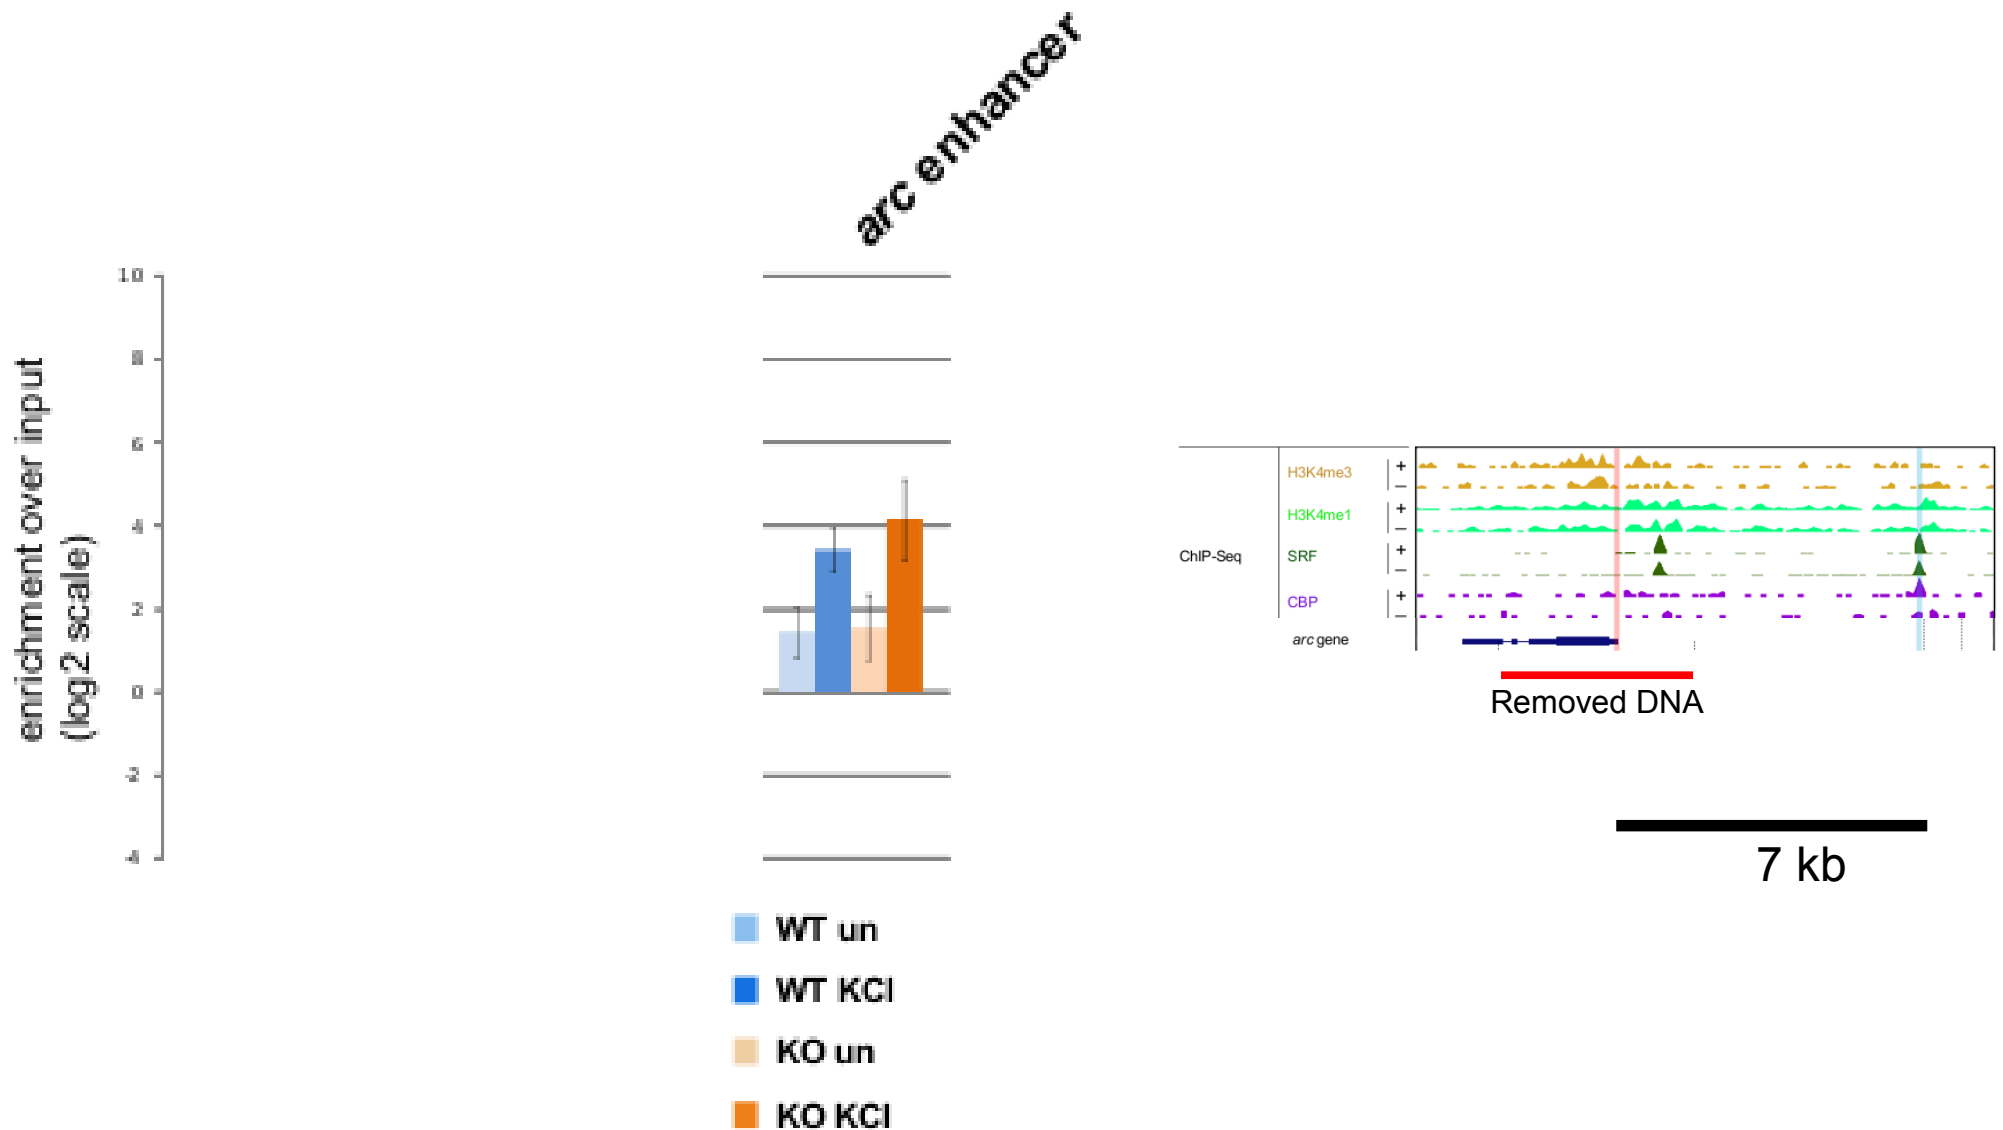 arc enhancer
10
8
6
4
2
0
-2
-4
enrichment over input
(log2 scale)
WT un
WT KCl
KO un
KO KCl
ChIP-Seq
H3K4me3
+
−
H3K4me1
+
−
SRF
+
−
CBP
+
−
arc gene
Removed DNA
7 kb